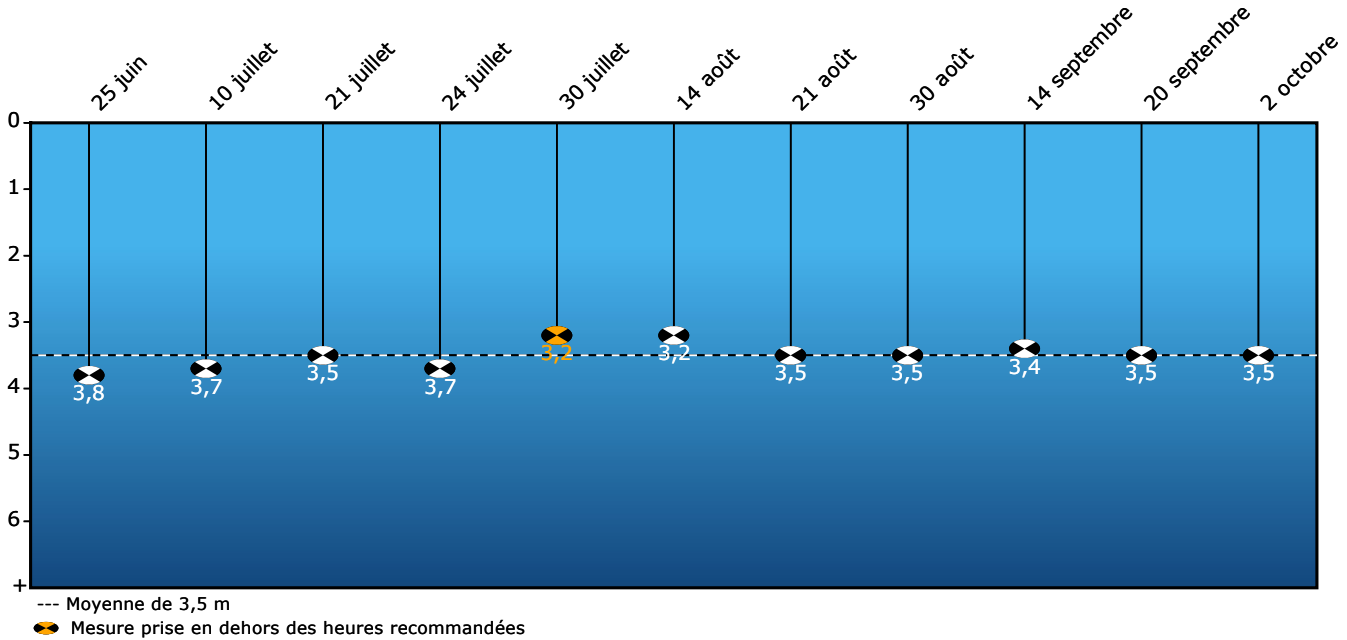 25 juin
10 juillet
21 juillet
24 juillet
30 juillet
14 août
21 août
30 août
14 septembre
20 septembre
2 octobre
0
1
2
3
4
5
6
+
3,8
3,7
3,5
3,7
3,2
3,2
3,5
3,5
3,4
3,5
3,5
--- Moyenne de 3,5 m
Mesure prise en dehors des heures recommandées